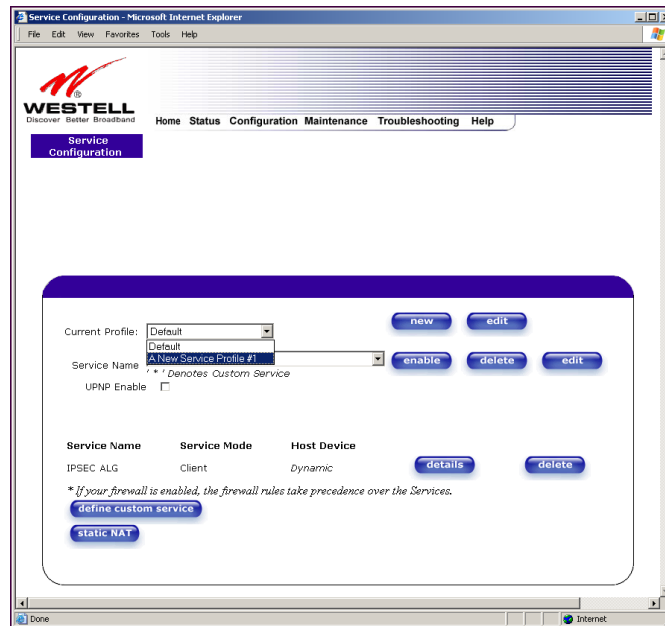 Service Configuration - Microsoft Internet Explorer
File Edit View Favorites Tools Help
WESTELL
Discover Better Broadband
Home Status Configuration Maintenance Troubleshooting Help
Service
Configuration
new edit
Current Profile: Default
Default
A New Service Profile #1
Service Name enable delete edit
' * ' Denotes Custom Service
UPNP Enable
Service Name Service Mode Host Device
IPSEC ALG Client Dynamic details delete
* If your firewall is enabled, the firewall rules take precedence over the Services.
define custom service
static NAT
Done Internet